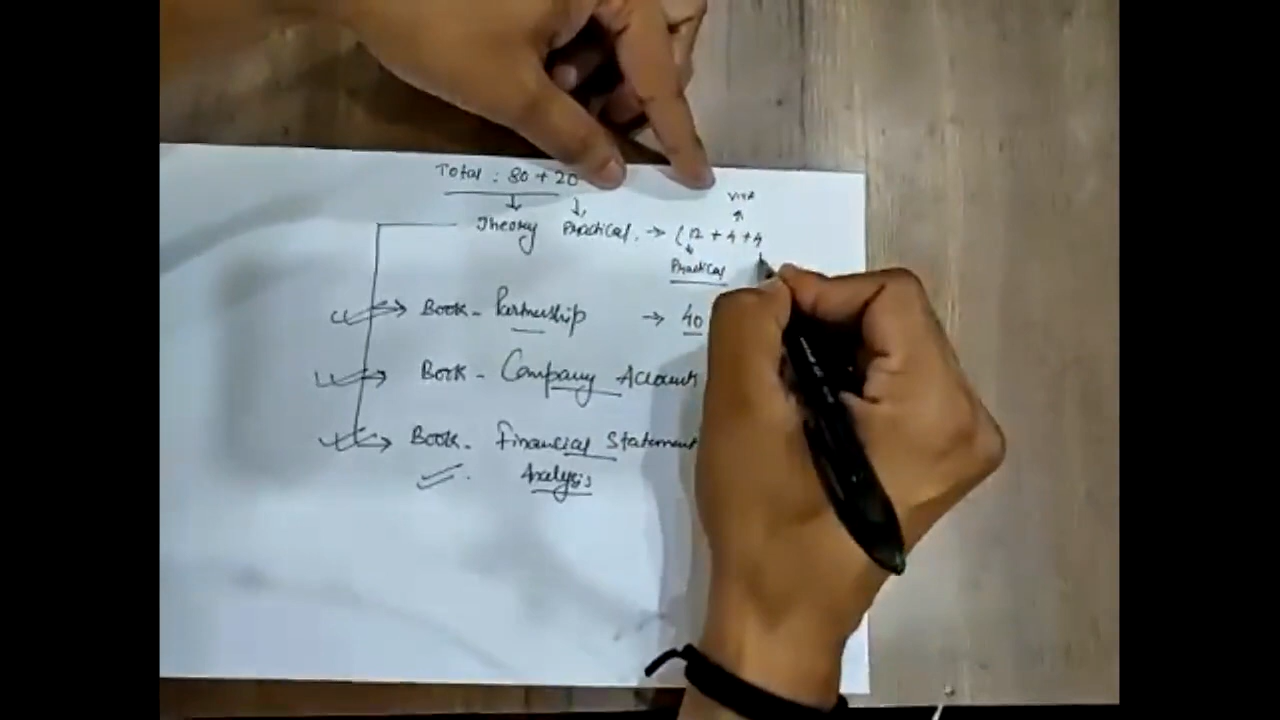 Total : 80 + 20
Viva
Theory Practical. → (12 + 4 + 4
Practical
Book - Partnership → 40
Book - Company Accounts
Book - Financial Statement
Analysis